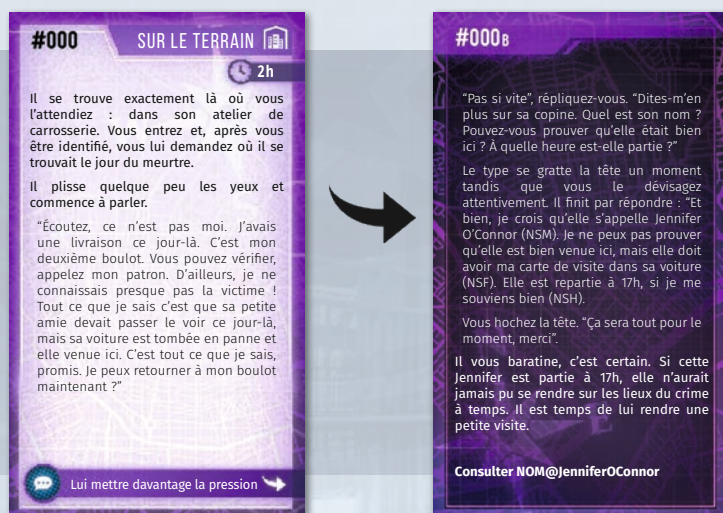 #000
SUR LE TERRAIN
2h
Il se trouve exactement là où vous
l'attendiez : dans son atelier de
carrosserie. Vous entrez et, après vous
être identifié, vous lui demandez où il se
trouvait le jour du meurtre.
Il plisse quelque peu les yeux et
commence à parler.
"Écoutez, ce n'est pas moi. J'avais
une livraison ce jour-là. C'est mon
deuxième boulot. Vous pouvez vérifier,
appelez mon patron. D'ailleurs, je ne
connaissais presque pas la victime !
Tout ce que je sais c'est que sa petite
amie devait passer le voir ce jour-là,
mais sa voiture est tombée en panne et
elle venue ici. C'est tout ce que je sais,
promis. Je peux retourner à mon boulot
maintenant ?"
Lui mettre davantage la pression
#000B
"Pas si vite", répliquez-vous. "Dites-m'en
plus sur sa copine. Quel est son nom ?
Pouvez-vous prouver qu'elle était bien
ici ? À quelle heure est-elle partie ?"
Le type se gratte la tête un moment
tandis que vous le dévisagez
attentivement. Il finit par répondre : "Et
bien, je crois qu'elle s'appelle Jennifer
O'Connor (NSM). Je ne peux pas prouver
qu'elle est bien venue ici, mais elle doit
avoir ma carte de visite dans sa voiture
(NSF). Elle est repartie à 17h, si je me
souviens bien (NSH).
Vous hochez la tête. "Ça sera tout pour le
moment, merci".
Il vous baratine, c'est certain. Si cette
Jennifer est partie à 17h, elle n'aurait
jamais pu se rendre sur les lieux du crime
à temps. Il est temps de lui rendre une
petite visite.
Consulter NOM@JenniferOConnor